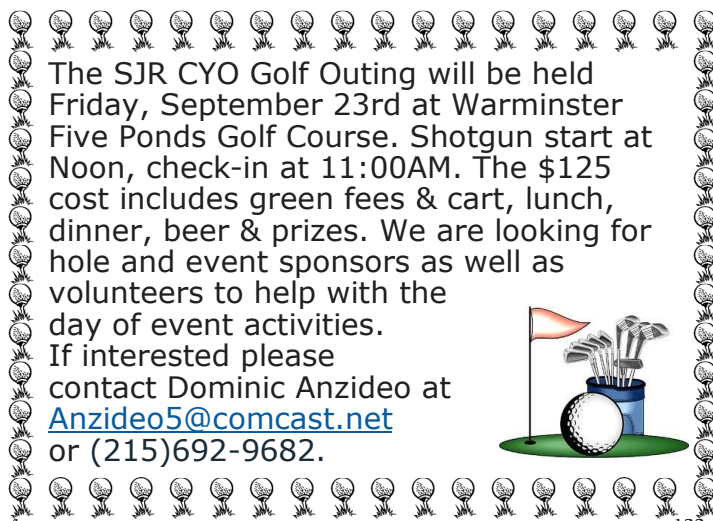 The SJR CYO Golf Outing will be held
Friday, September 23rd at Warminster
Five Ponds Golf Course. Shotgun start at
Noon, check-in at 11:00AM. The $125
cost includes green fees & cart, lunch,
dinner, beer & prizes. We are looking for
hole and event sponsors as well as
volunteers to help with the
day of event activities.
If interested please
contact Dominic Anzideo at
Anzideo5@comcast.net
or (215)692-9682.